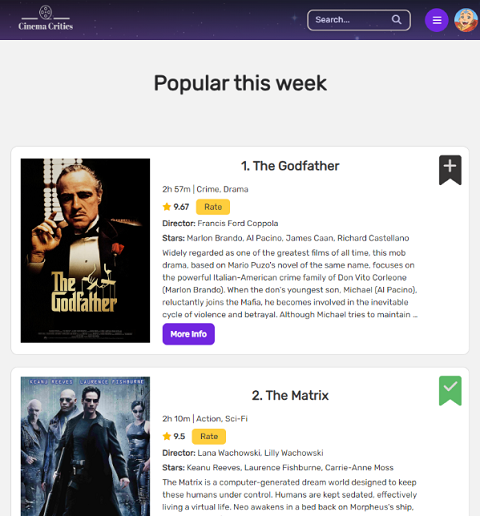 Cinema Critics
Search...
Popular this week
1. The Godfather
2h 57m | Crime, Drama
9.67 Rate
Director: Francis Ford Coppola
Stars: Marlon Brando, Al Pacino, James Caan, Richard Castellano
Widely regarded as one of the greatest films of all time, this mob
drama, based on Mario Puzo's novel of the same name, focuses on
the powerful Italian-American crime family of Don Vito Corleone
(Marlon Brando). When the don's youngest son, Michael (Al Pacino),
reluctantly joins the Mafia, he becomes involved in the inevitable
cycle of violence and betrayal. Although Michael tries to maintain ...
More Info
The
Godfather
2. The Matrix
2h 10m | Action, Sci-Fi
9.5 Rate
Director: Lana Wachowski, Lilly Wachowski
Stars: Keanu Reeves, Laurence Fishburne, Carrie-Anne Moss
The Matrix is a computer-generated dream world designed to keep
these humans under control. Humans are kept sedated, effectively
living a virtual life. Neo awakens in a bed back on Morpheus's ship,
KEANU REEVES LAURENCE FISHBURNE